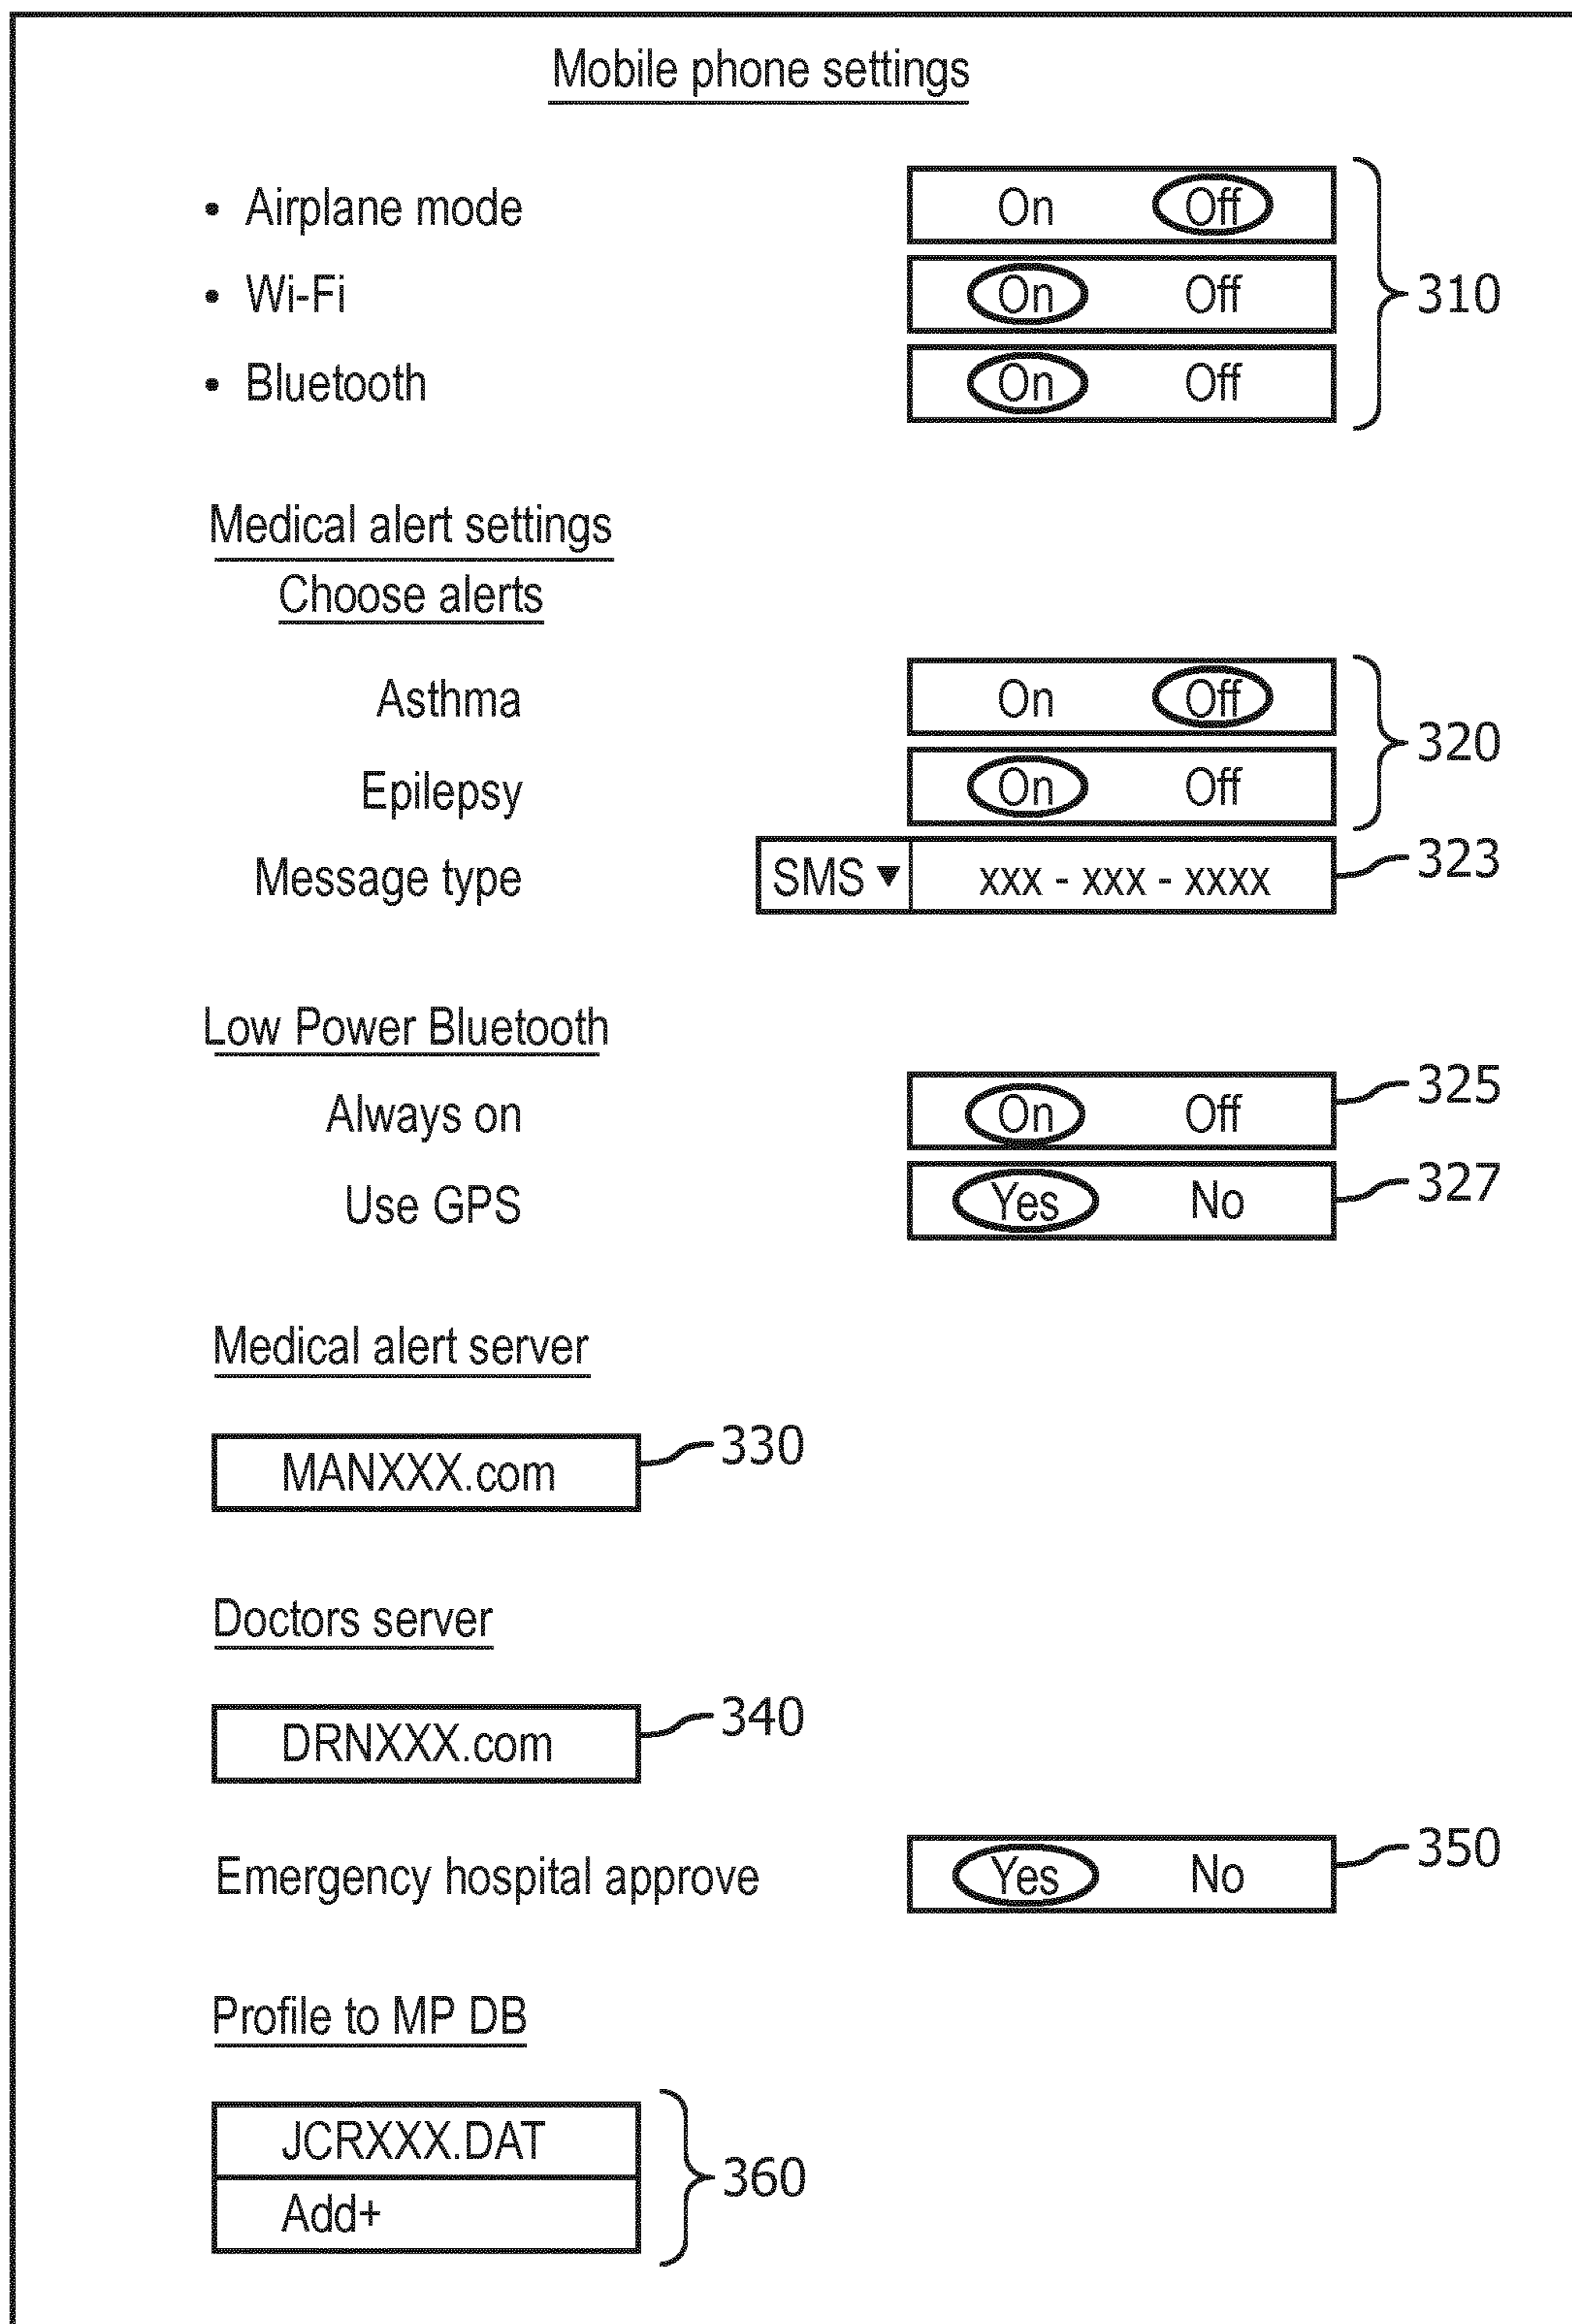 Mobile phone settings
• Airplane mode On Off
• Wi-Fi On Off 310
• Bluetooth On Off
Medical alert settings
Choose alerts
Asthma On Off
320
Epilepsy On Off
Message type SMS ▼ xxx - xxx - xxxx 323
Low Power Bluetooth
Always on On Off 325
Use GPS Yes No 327
Medical alert server
MANXXX.com 330
Doctors server
DRNXXX.com 340
Emergency hospital approve Yes No 350
Profile to MP DB
JCRXXX.DAT
360
Add+